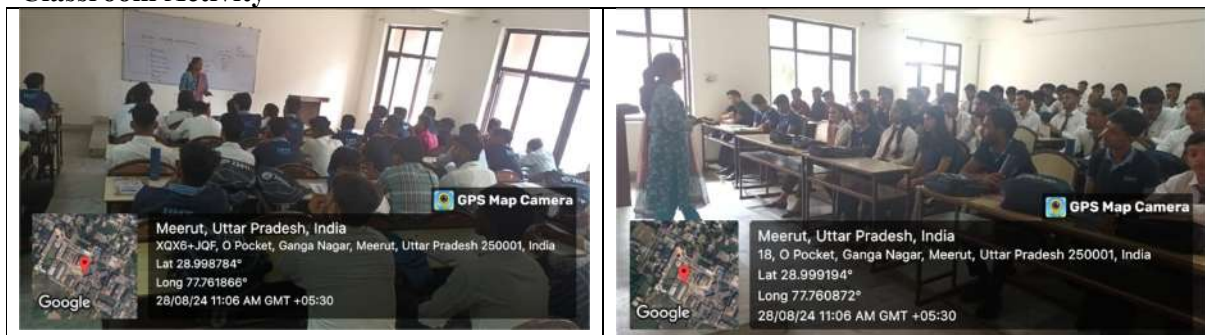 Classroom Activity
GPS Map Camera
Meerut, Uttar Pradesh, India
XQX6+JQF, O Pocket, Ganga Nagar, Meerut, Uttar Pradesh 250001, India
Lat 28.998784°
Long 77.761866°
28/08/24 11:06 AM GMT +05:30
Google
GPS Map Camera
Meerut, Uttar Pradesh, India
18, O Pocket, Ganga Nagar, Meerut, Uttar Pradesh 250001, India
Lat 28.999194°
Long 77.760872°
28/08/24 11:06 AM GMT +05:30
Google